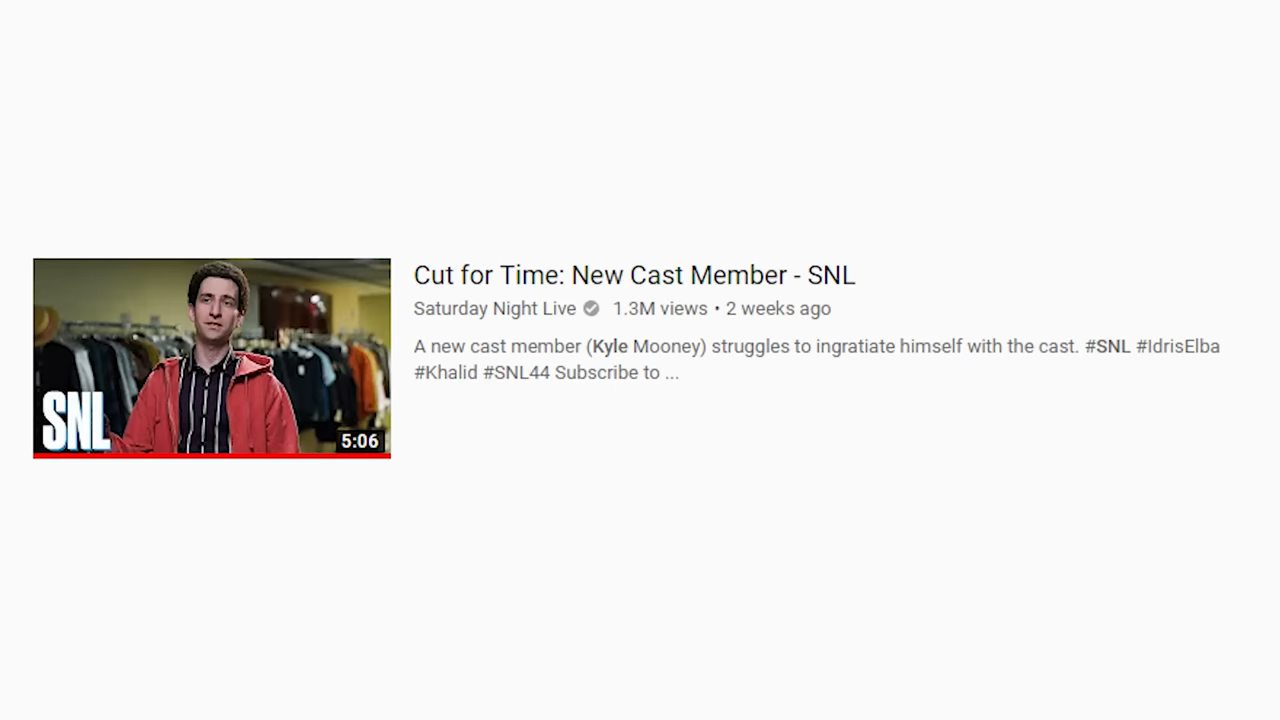 SNL
5:06
Cut for Time: New Cast Member - SNL
Saturday Night Live 1.3M views • 2 weeks ago
A new cast member (Kyle Mooney) struggles to ingratiate himself with the cast. #SNL #IdrisElba
#Khalid #SNL44 Subscribe to ...